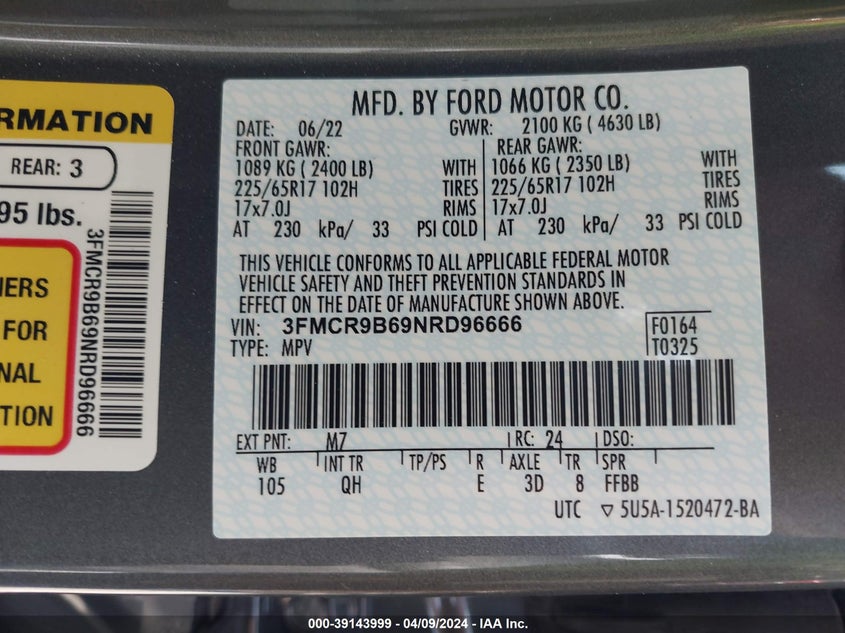 RMATION
REAR: 3
95 lbs.
3FMCR9B69NRD96666
IERS
FOR
NAL
TION
MFD. BY FORD MOTOR CO.
DATE: 06/22 GVWR: 2100 KG ( 4630 LB)
FRONT GAWR: REAR GAWR:
1089 KG ( 2400 LB) WITH 1066 KG ( 2350 LB) WITH
225/65R17 102H TIRES 225/65R17 102H TIRES
17x7.0J RIMS 17x7.0J RIMS
AT 230 kPa/ 33 PSI COLD AT 230 kPa/ 33 PSI COLD
THIS VEHICLE CONFORMS TO ALL APPLICABLE FEDERAL MOTOR
VEHICLE SAFETY AND THEFT PREVENTION STANDARDS IN
EFFECT ON THE DATE OF MANUFACTURE SHOWN ABOVE.
VIN: 3FMCR9B69NRD96666 F0164
TYPE: MPV T0325
EXT PNT: M7 RC: 24 DSO:
WB INT TR TP/PS R AXLE TR SPR
105 QH E 3D 8 FFBB
UTC ▽ 5U5A-1520472-BA
000-39143999 - 04/09/2024 - IAA Inc.